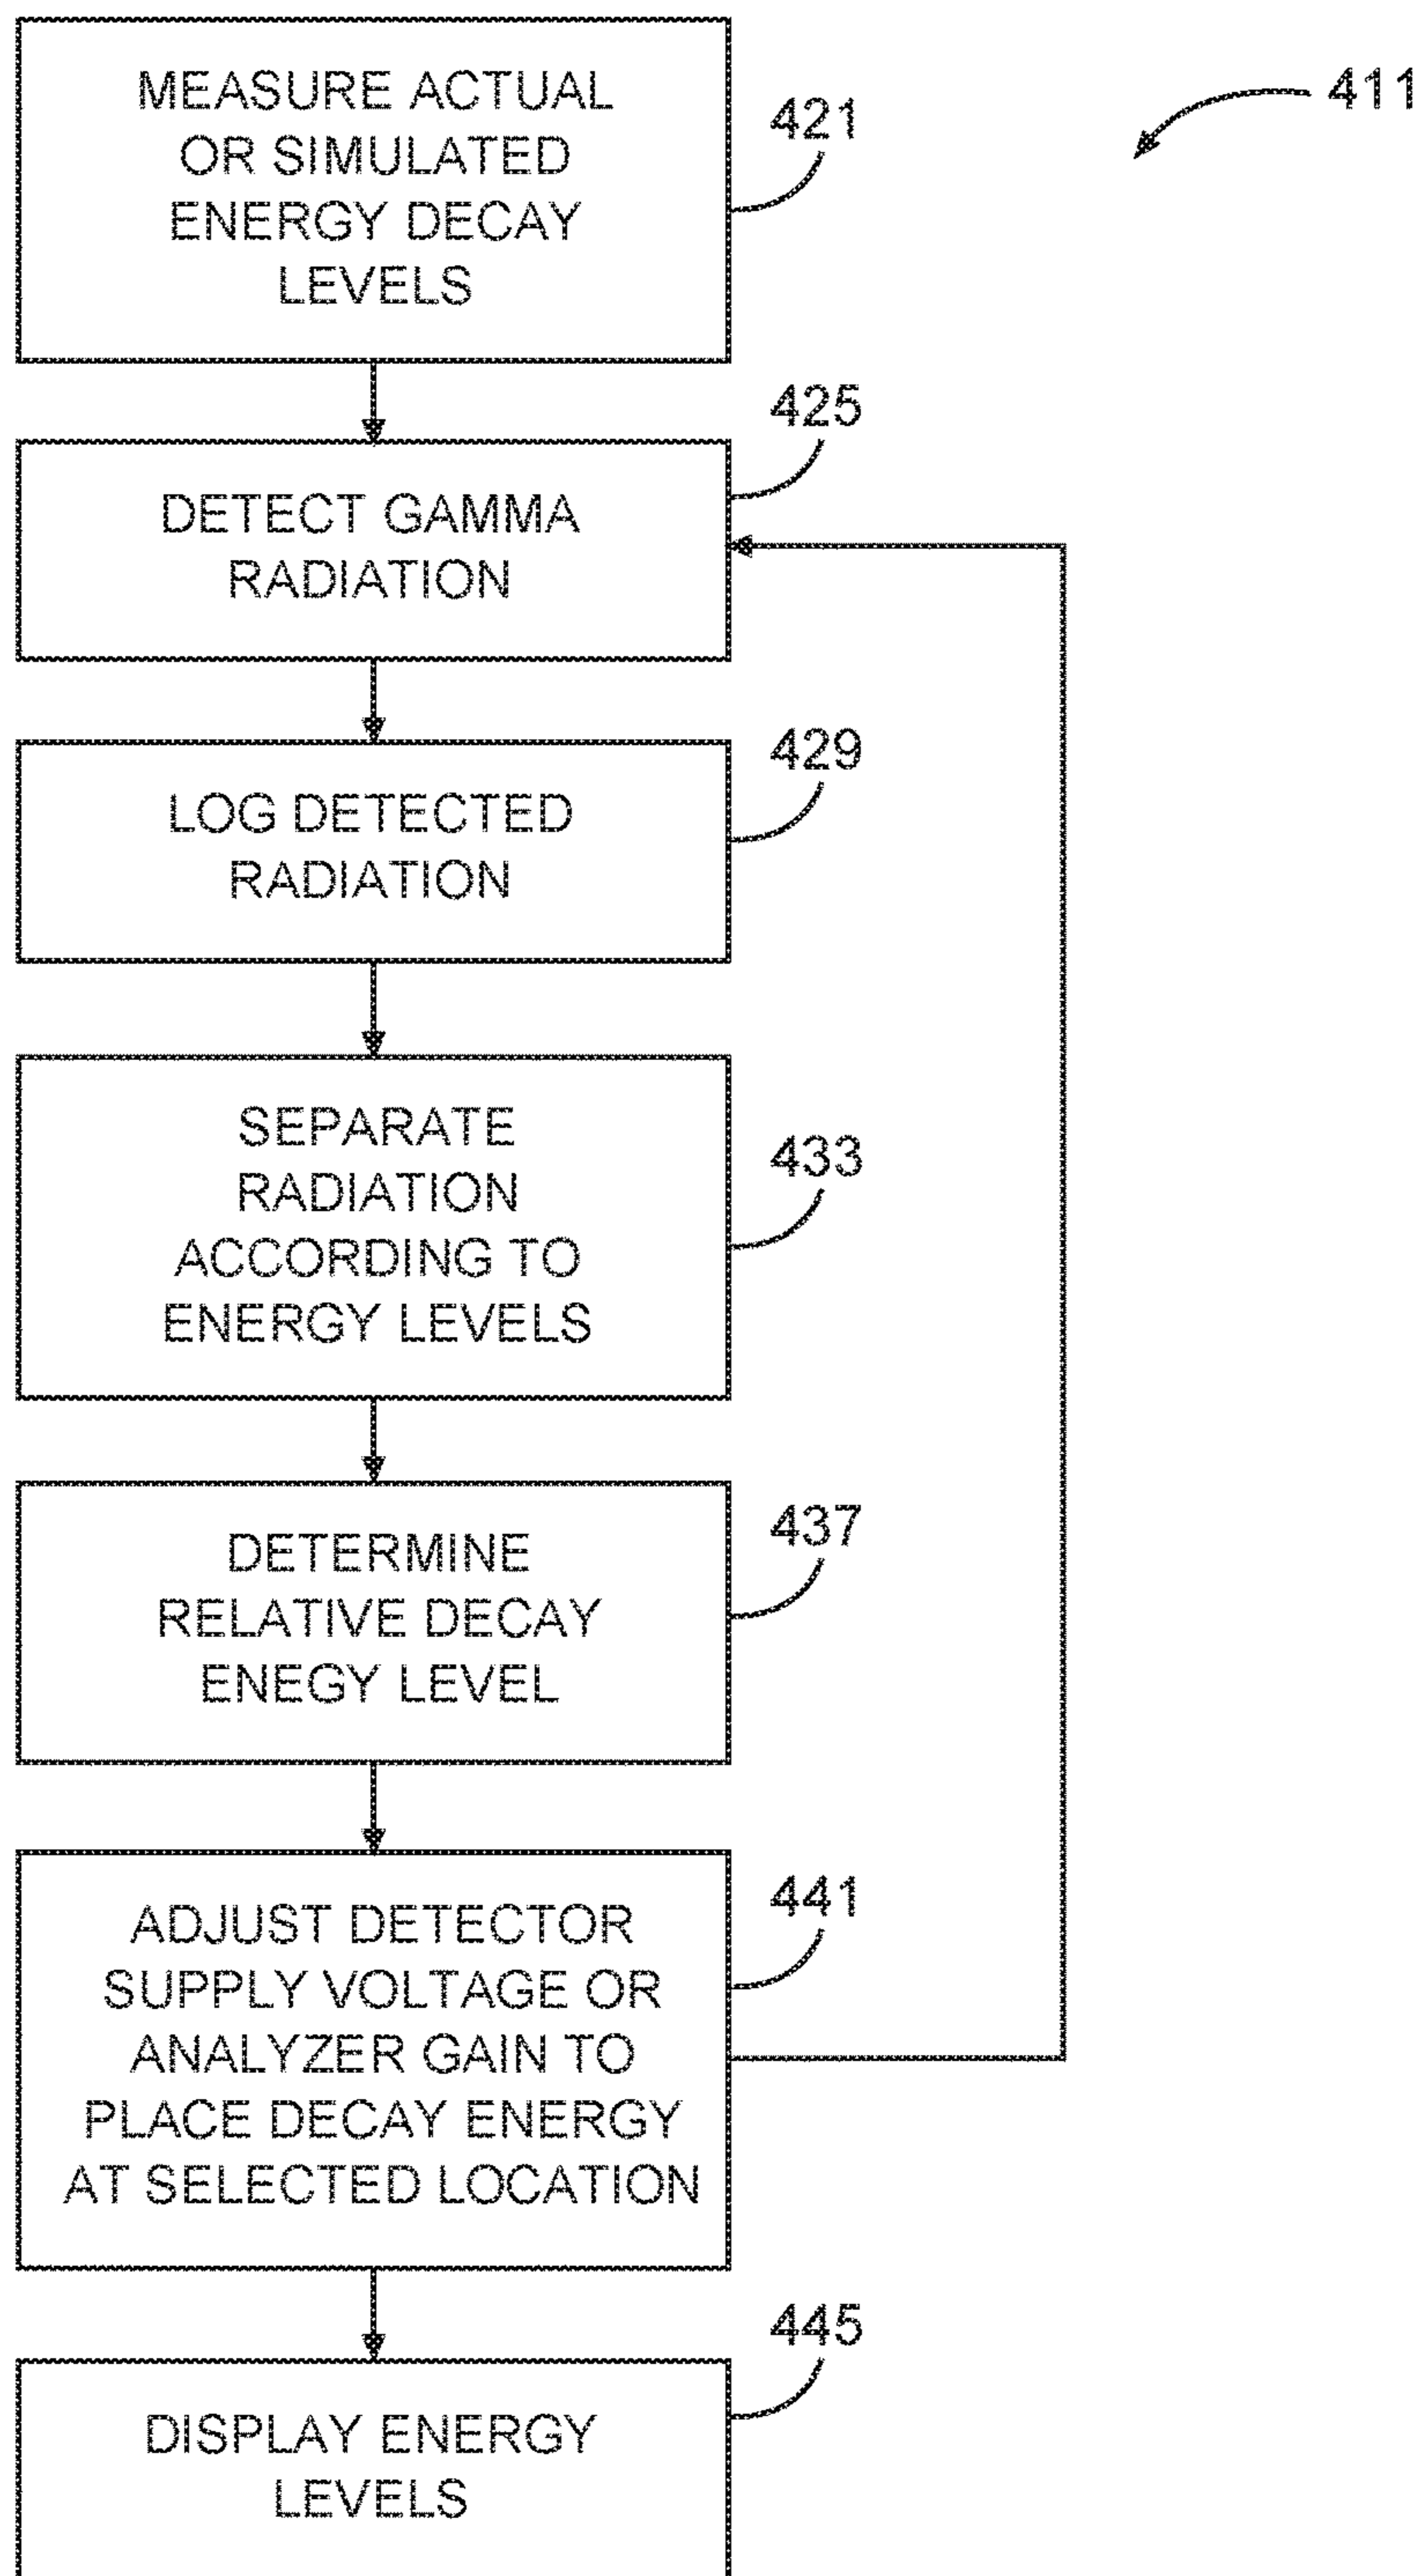 411
MEASURE ACTUAL
OR SIMULATED
ENERGY DECAY
LEVELS
421
DETECT GAMMA
RADIATION
425
LOG DETECTED
RADIATION
429
SEPARATE
RADIATION
ACCORDING TO
ENERGY LEVELS
433
DETERMINE
RELATIVE DECAY
ENEGY LEVEL
437
ADJUST DETECTOR
SUPPLY VOLTAGE OR
ANALYZER GAIN TO
PLACE DECAY ENERGY
AT SELECTED LOCATION
441
DISPLAY ENERGY
LEVELS
445